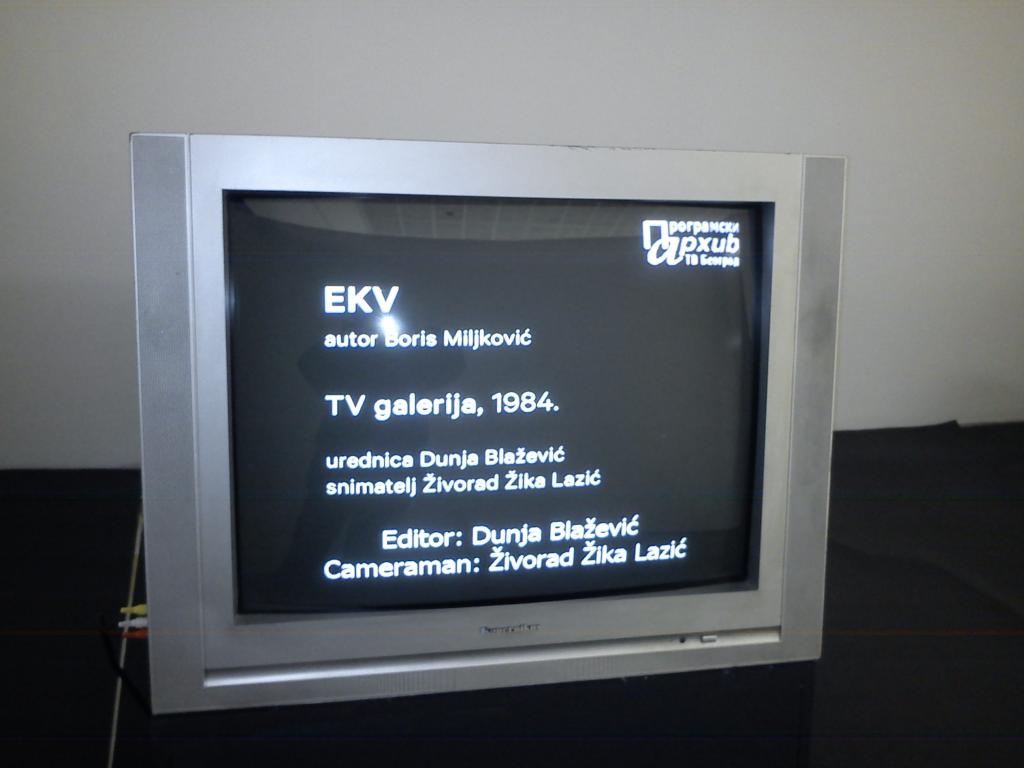 Програмски
архив
ТВ Београд
EKV
autor Boris Miljković
TV galerija, 1984.
urednica Dunja Blažević
snimatelj Živorad Žika Lazić
Editor: Dunja Blažević
Cameraman: Živorad Žika Lazić